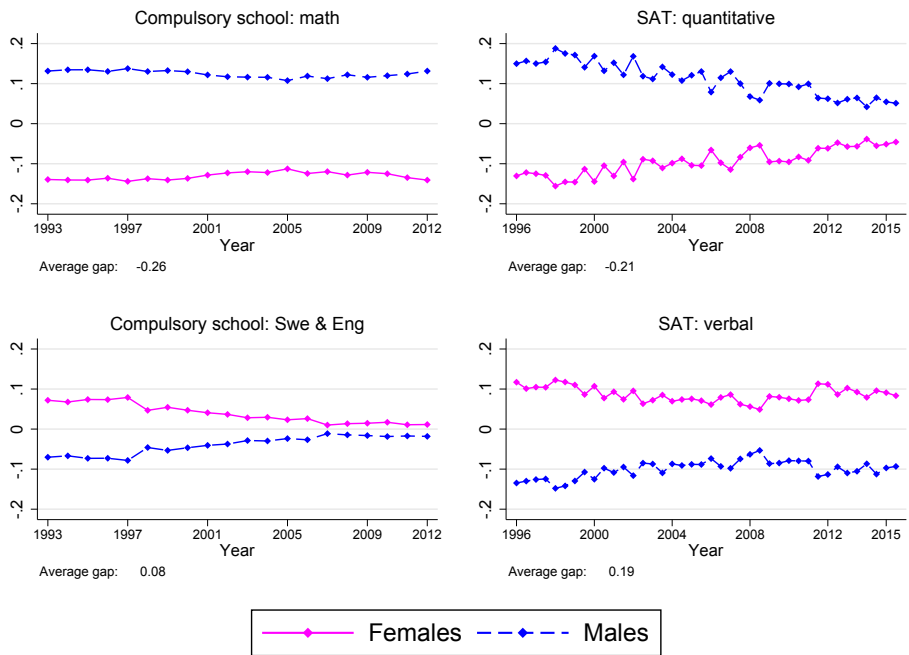 Compulsory school: math
.2
.1
0
-.1
-.2
1993 1997 2001 2005 2009 2012
Year
Average gap: -0.26
SAT: quantitative
.2
.1
0
-.1
-.2
1996 2000 2004 2008 2012 2015
Year
Average gap: -0.21
Compulsory school: Swe & Eng
.2
.1
0
-.1
-.2
1993 1997 2001 2005 2009 2012
Year
Average gap: 0.08
SAT: verbal
.2
.1
0
-.1
-.2
1996 2000 2004 2008 2012 2015
Year
Average gap: 0.19
Females Males